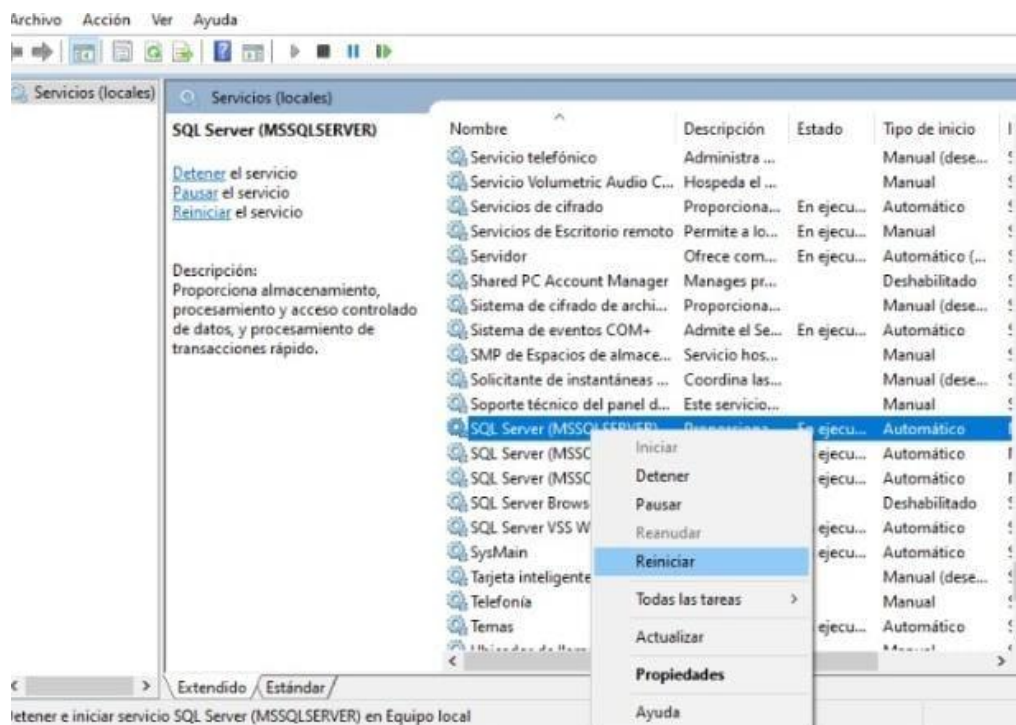 Archivo Acción Ver Ayuda
Servicios (locales)
Servicios (locales)
SQL Server (MSSQLSERVER)
Detener el servicio
Pausar el servicio
Reiniciar el servicio
Descripción:
Proporciona almacenamiento,
procesamiento y acceso controlado
de datos, y procesamiento de
transacciones rápido.
Nombre Descripción Estado Tipo de inicio
Servicio telefónico Administra ... Manual (dese...
Servicio Volumetric Audio C... Hospeda el ... Manual
Servicios de cifrado Proporciona... En ejecu... Automático
Servicios de Escritorio remoto Permite a lo... En ejecu... Manual
Servidor Ofrece com... En ejecu... Automático (...
Shared PC Account Manager Manages pr... Deshabilitado
Sistema de cifrado de archi... Proporciona... Manual (dese...
Sistema de eventos COM+ Admite el Se... En ejecu... Automático
SMP de Espacios de almace... Servicio hos... Manual
Solicitante de instantáneas ... Coordina las... Manual (dese...
Soporte técnico del panel d... Este servicio... Manual
SQL Server (MSSQLSERVER) Proporciona... En ejecu... Automático
SQL Server (MSSC ejecu... Automático
SQL Server (MSSC ejecu... Automático
SQL Server Brows Deshabilitado
SQL Server VSS W ejecu... Automático
SysMain ejecu... Automático
Tarjeta inteligente Manual (dese...
Telefonía Manual
Temas ejecu... Automático
Manual
Iniciar
Detener
Pausar
Reanudar
Reiniciar
Todas las tareas
Actualizar
Propiedades
Ayuda
Extendido Estándar
etener e iniciar servicio SQL Server (MSSQLSERVER) en Equipo local